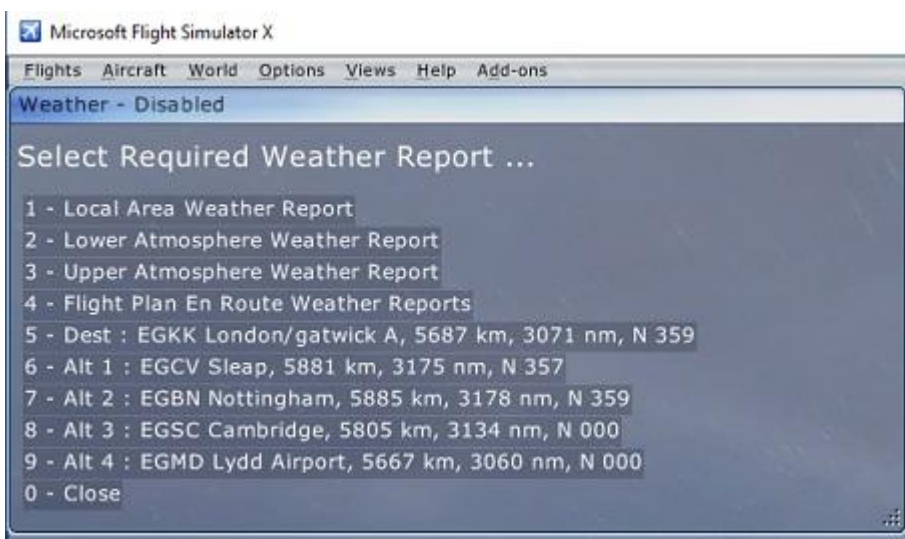 Microsoft Flight Simulator X
Flights Aircraft World Options Views Help Add-ons
Weather - Disabled
Select Required Weather Report ...
1 - Local Area Weather Report
2 - Lower Atmosphere Weather Report
3 - Upper Atmosphere Weather Report
4 - Flight Plan En Route Weather Reports
5 - Dest : EGKK London/gatwick A, 5687 km, 3071 nm, N 359
6 - Alt 1 : EGCV Sleap, 5881 km, 3175 nm, N 357
7 - Alt 2 : EGBN Nottingham, 5885 km, 3178 nm, N 359
8 - Alt 3 : EGSC Cambridge, 5805 km, 3134 nm, N 000
9 - Alt 4 : EGMD Lydd Airport, 5667 km, 3060 nm, N 000
0 - Close